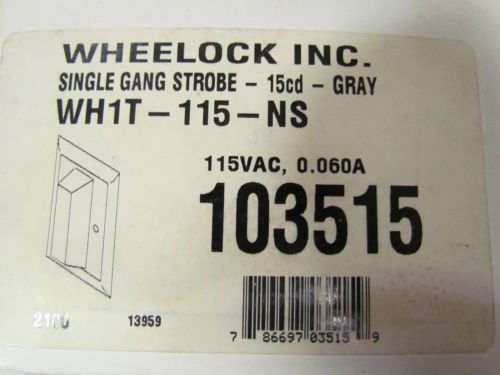 WHEELOCK INC.
SINGLE GANG STROBE - 15cd - GRAY
WH1T-115-NS
115VAC, 0.060A
103515
13959
7 86697 03515 9